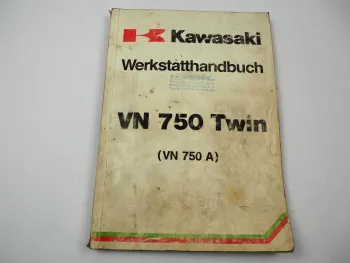 Kawasaki
Werkstatthandbuch
VN 750 Twin
(VN 750 A)